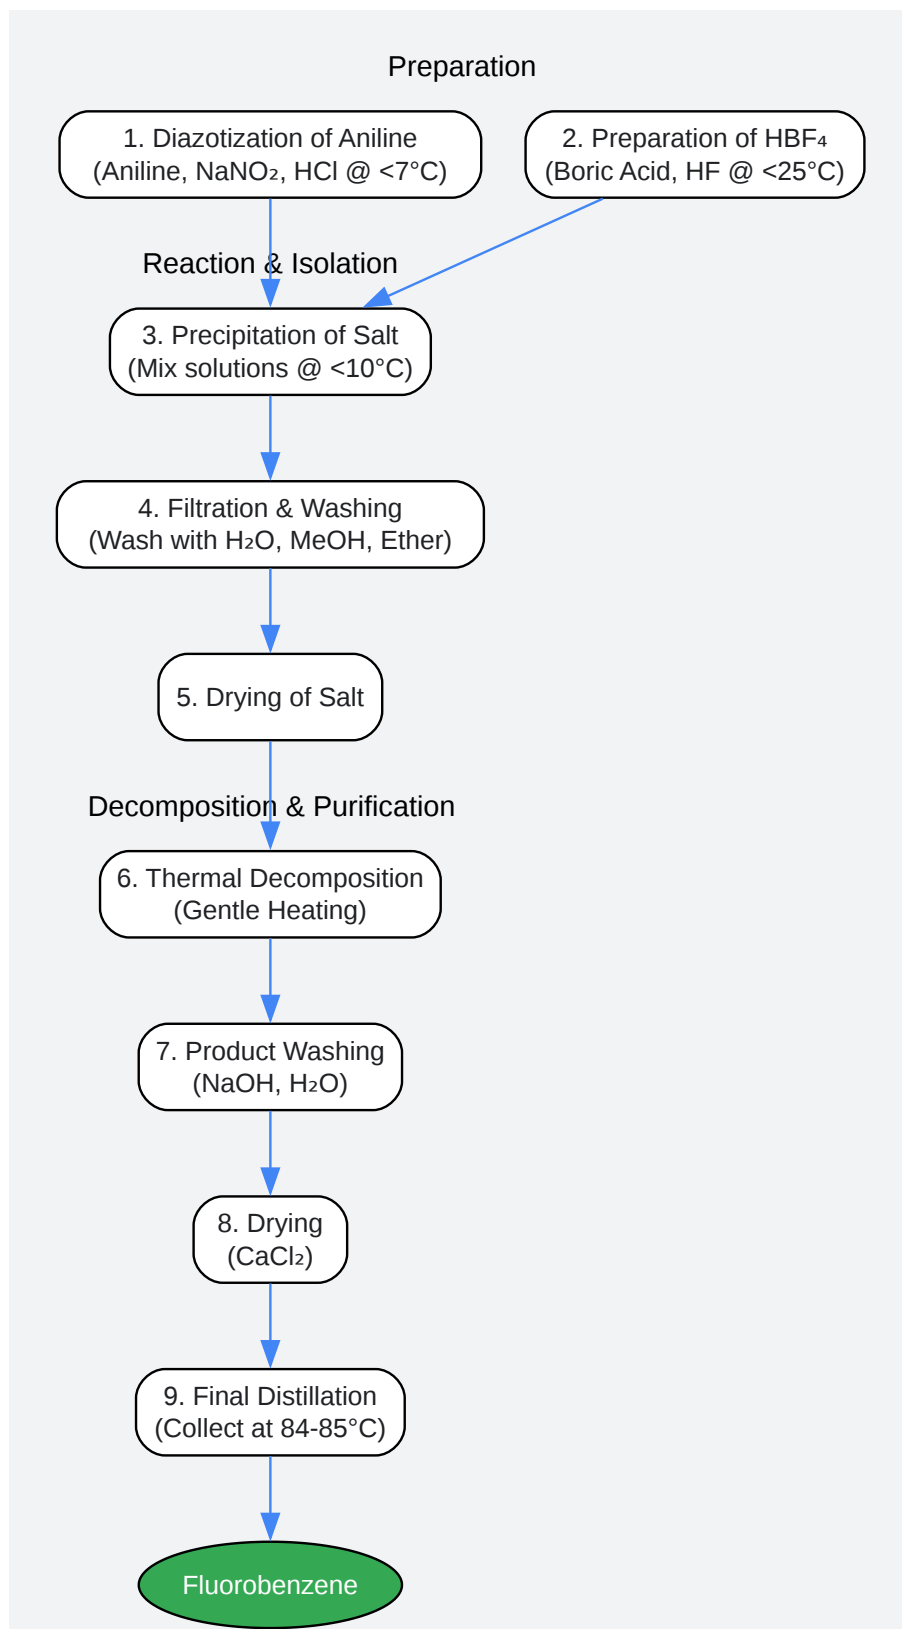 Preparation
1. Diazotization of Aniline
(Aniline, NaNO₂, HCl @ <7°C)
2. Preparation of HBF₄
(Boric Acid, HF @ <25°C)
Reaction & Isolation
3. Precipitation of Salt
(Mix solutions @ <10°C)
4. Filtration & Washing
(Wash with H₂O, MeOH, Ether)
5. Drying of Salt
Decomposition & Purification
6. Thermal Decomposition
(Gentle Heating)
7. Product Washing
(NaOH, H₂O)
8. Drying
(CaCl₂)
9. Final Distillation
(Collect at 84-85°C)
Fluorobenzene